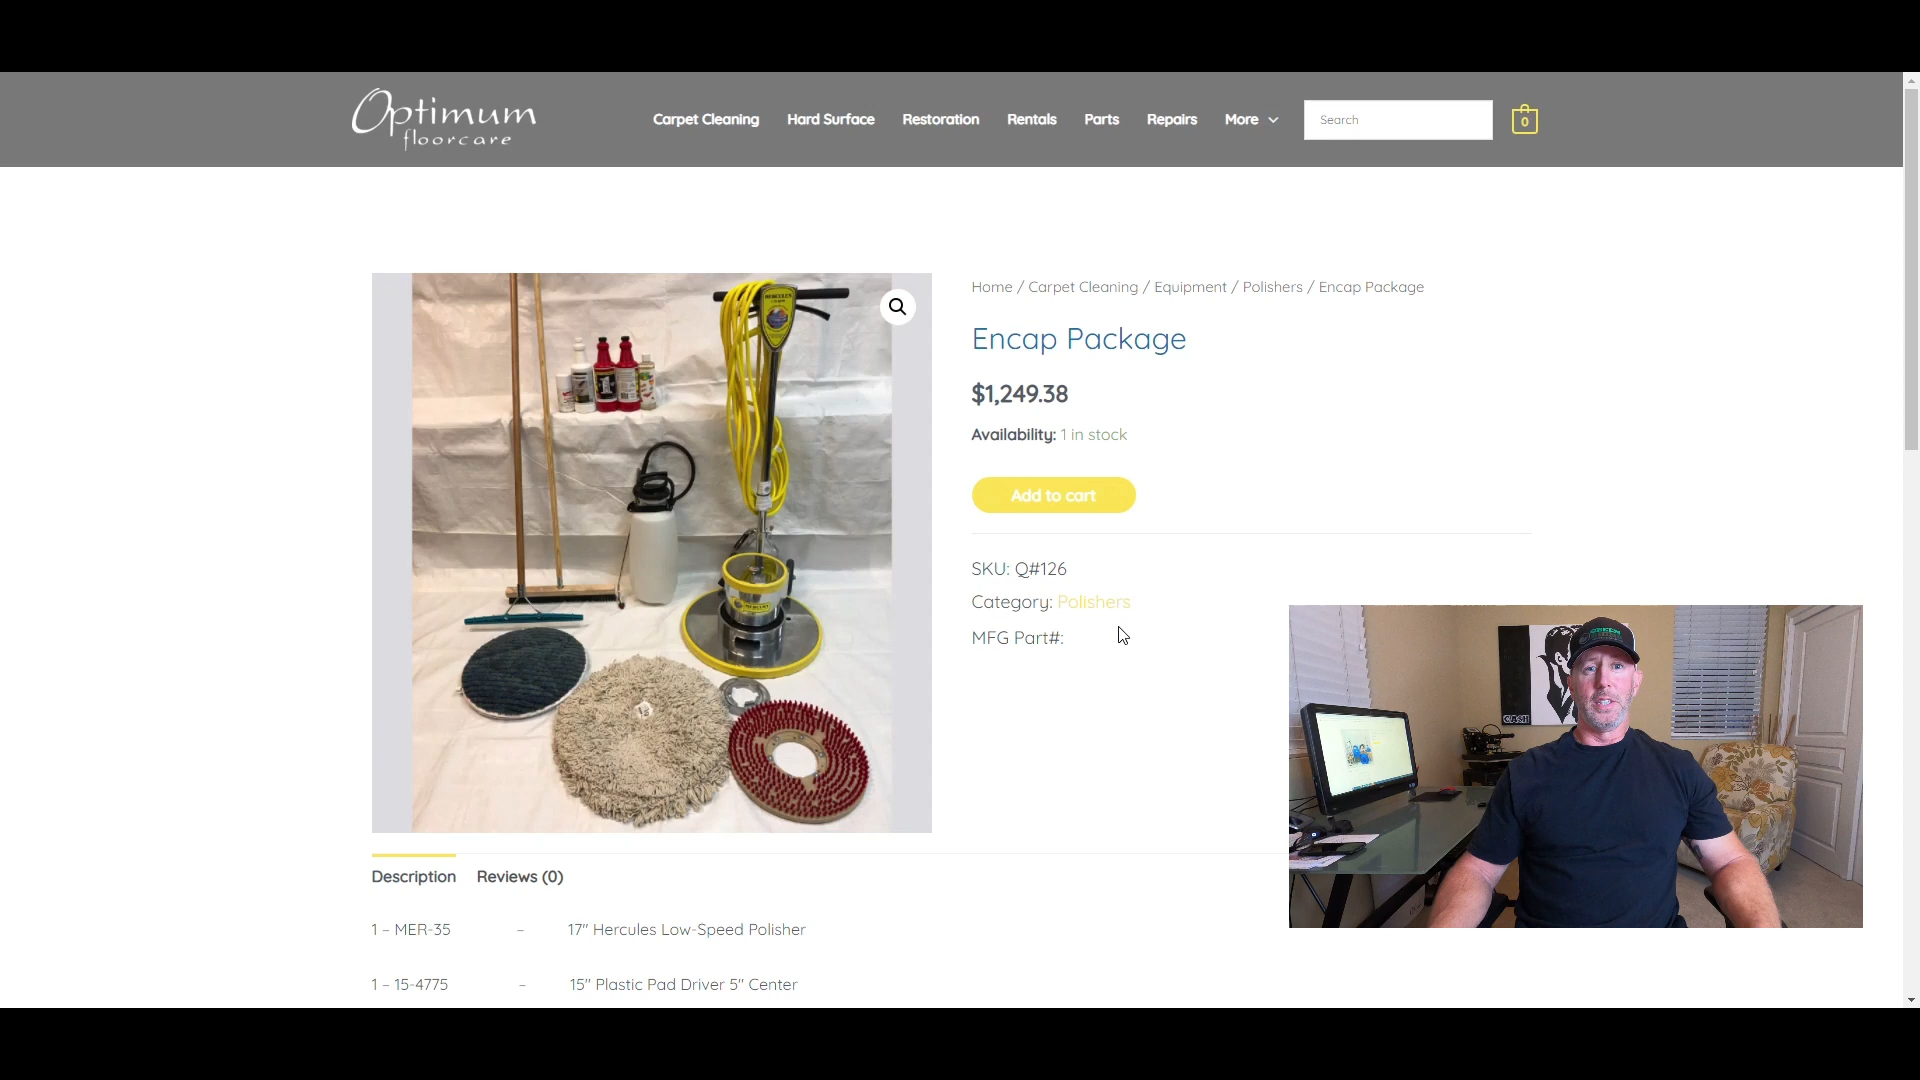 Optimum
floorcare
Carpet Cleaning Hard Surface Restoration Rentals Parts Repairs More Search 0
Home / Carpet Cleaning / Equipment / Polishers / Encap Package
Encap Package
$1,249.38
Availability: 1 in stock
Add to cart
SKU: Q#126
Category: Polishers
MFG Part#:
HERCULES
CASH
Description Reviews (0)
1 – MER-35 – 17" Hercules Low-Speed Polisher
1 – 15-4775 – 15" Plastic Pad Driver 5" Center